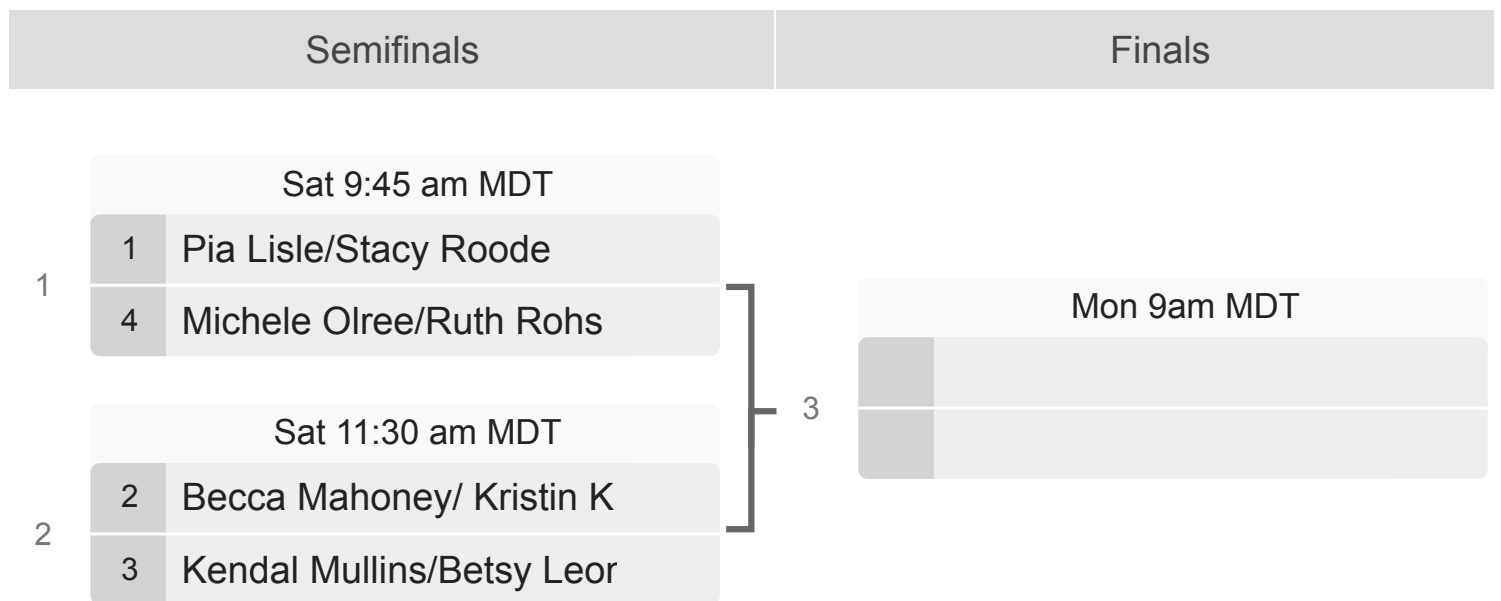 Semifinals
Finals
Sat 9:45 am MDT
1
1 Pia Lisle/Stacy Roode
4 Michele Olree/Ruth Rohs
Sat 11:30 am MDT
2
2 Becca Mahoney/ Kristin K
3 Kendal Mullins/Betsy Leor
Mon 9am MDT
3